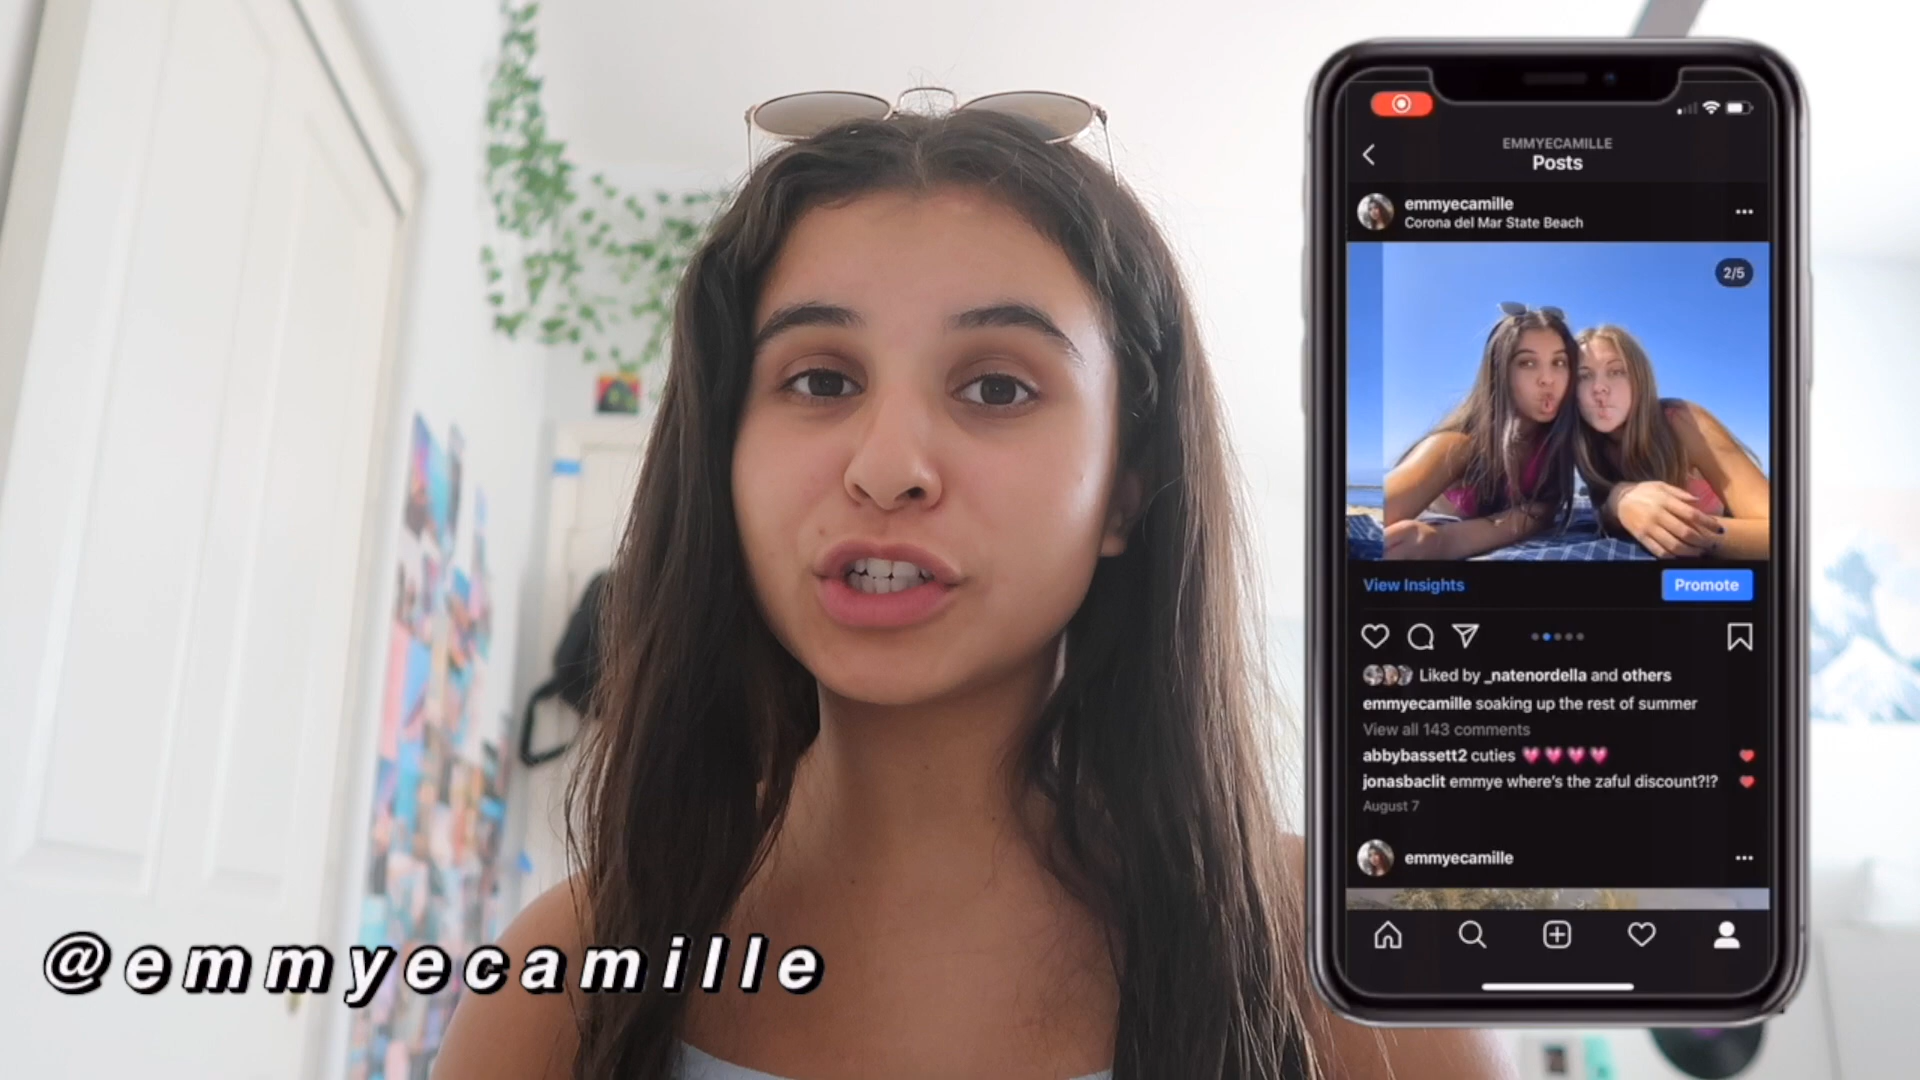 EMMYECAMILLE
Posts
emmyecamille
Corona del Mar State Beach
2/5
View Insights
Promote
Liked by _natenordella and others
emmyecamille soaking up the rest of summer
View all 143 comments
abbybassett2 cuties 💗💗💗💗
jonasbaclit emmye where's the zaful discount?!?
August 7
emmyecamille
@emmyecamille